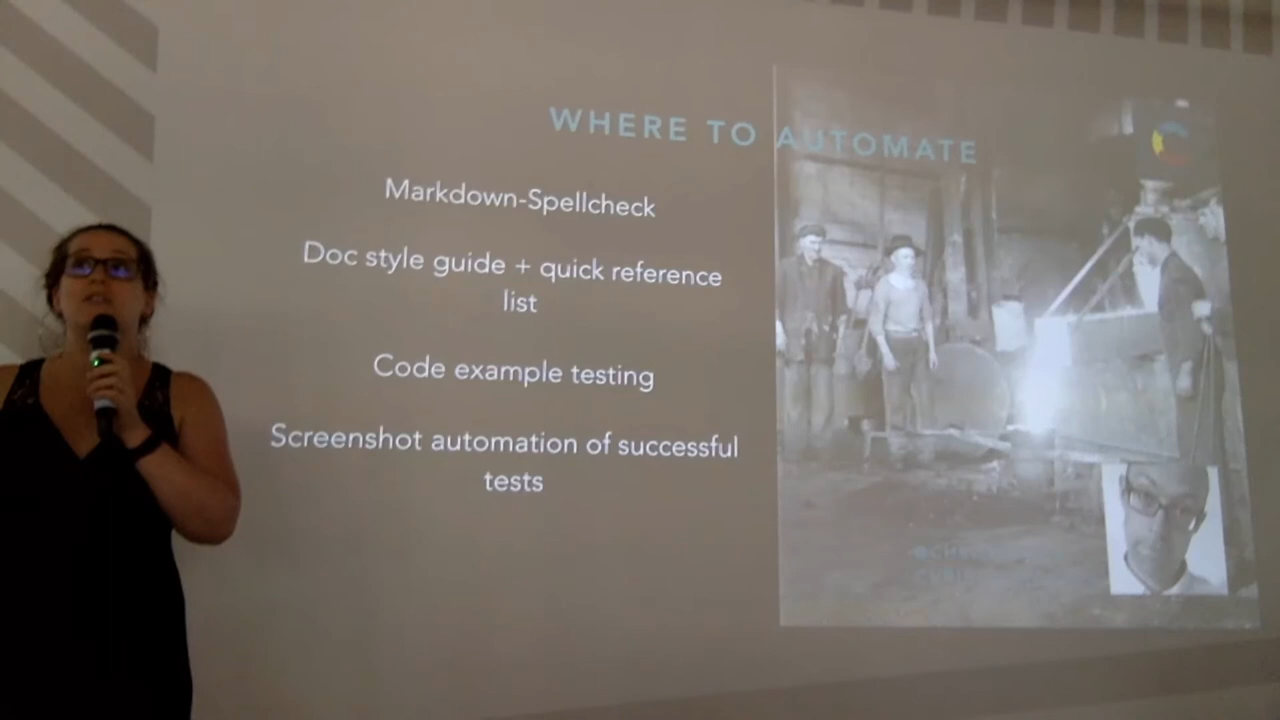 WHERE TO AUTOMATE
Markdown-Spellcheck
Doc style guide + quick reference
list
Code example testing
Screenshot automation of successful
tests